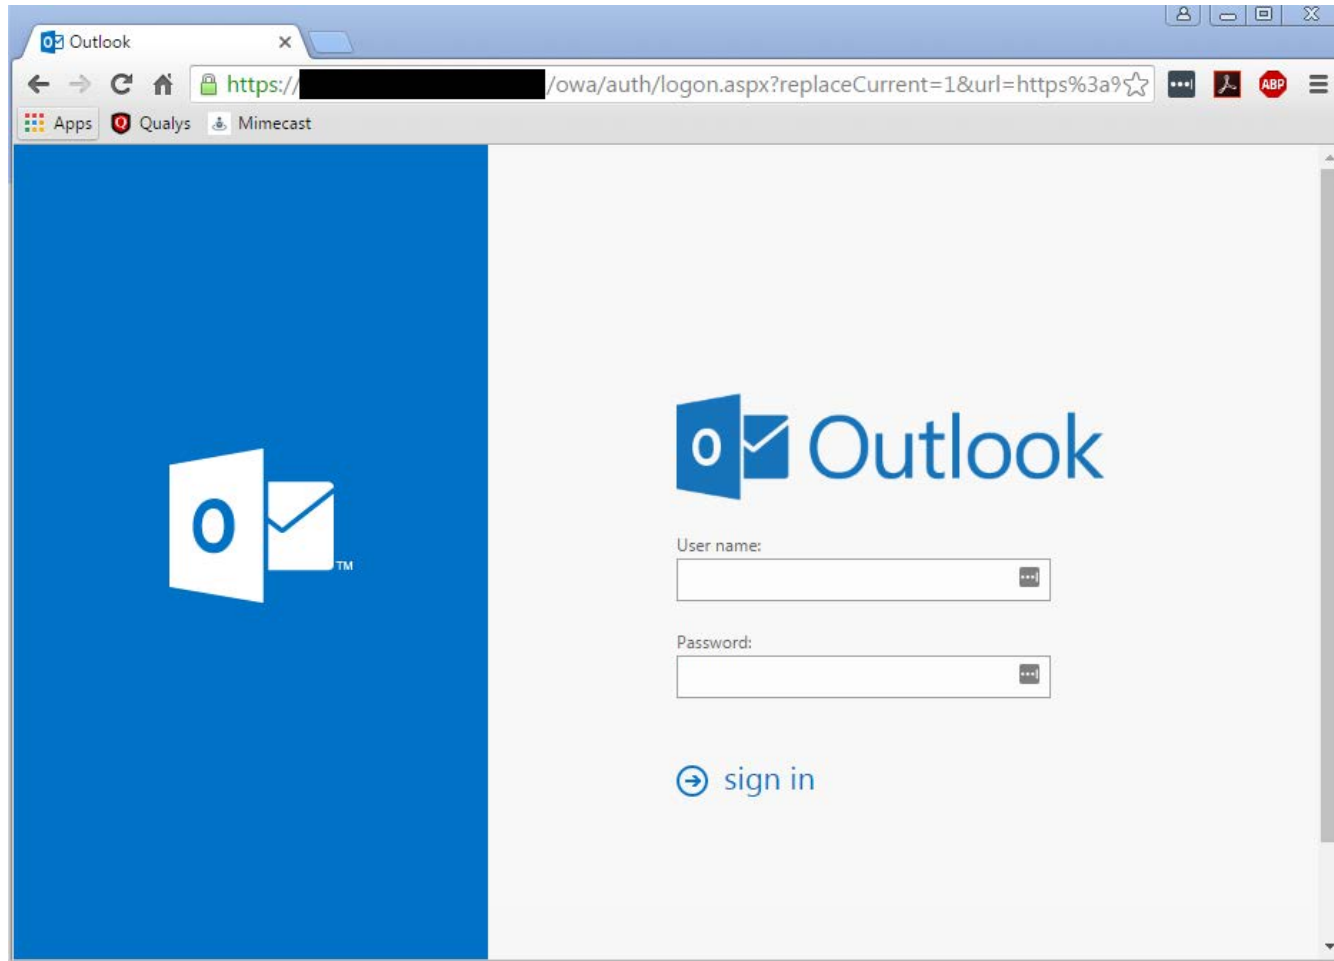 Outlook
https:// /owa/auth/logon.aspx?replaceCurrent=1&url=https%3a%
ABP
Apps Qualys Mimecast
O TM
O Outlook
User name:
Password:
sign in